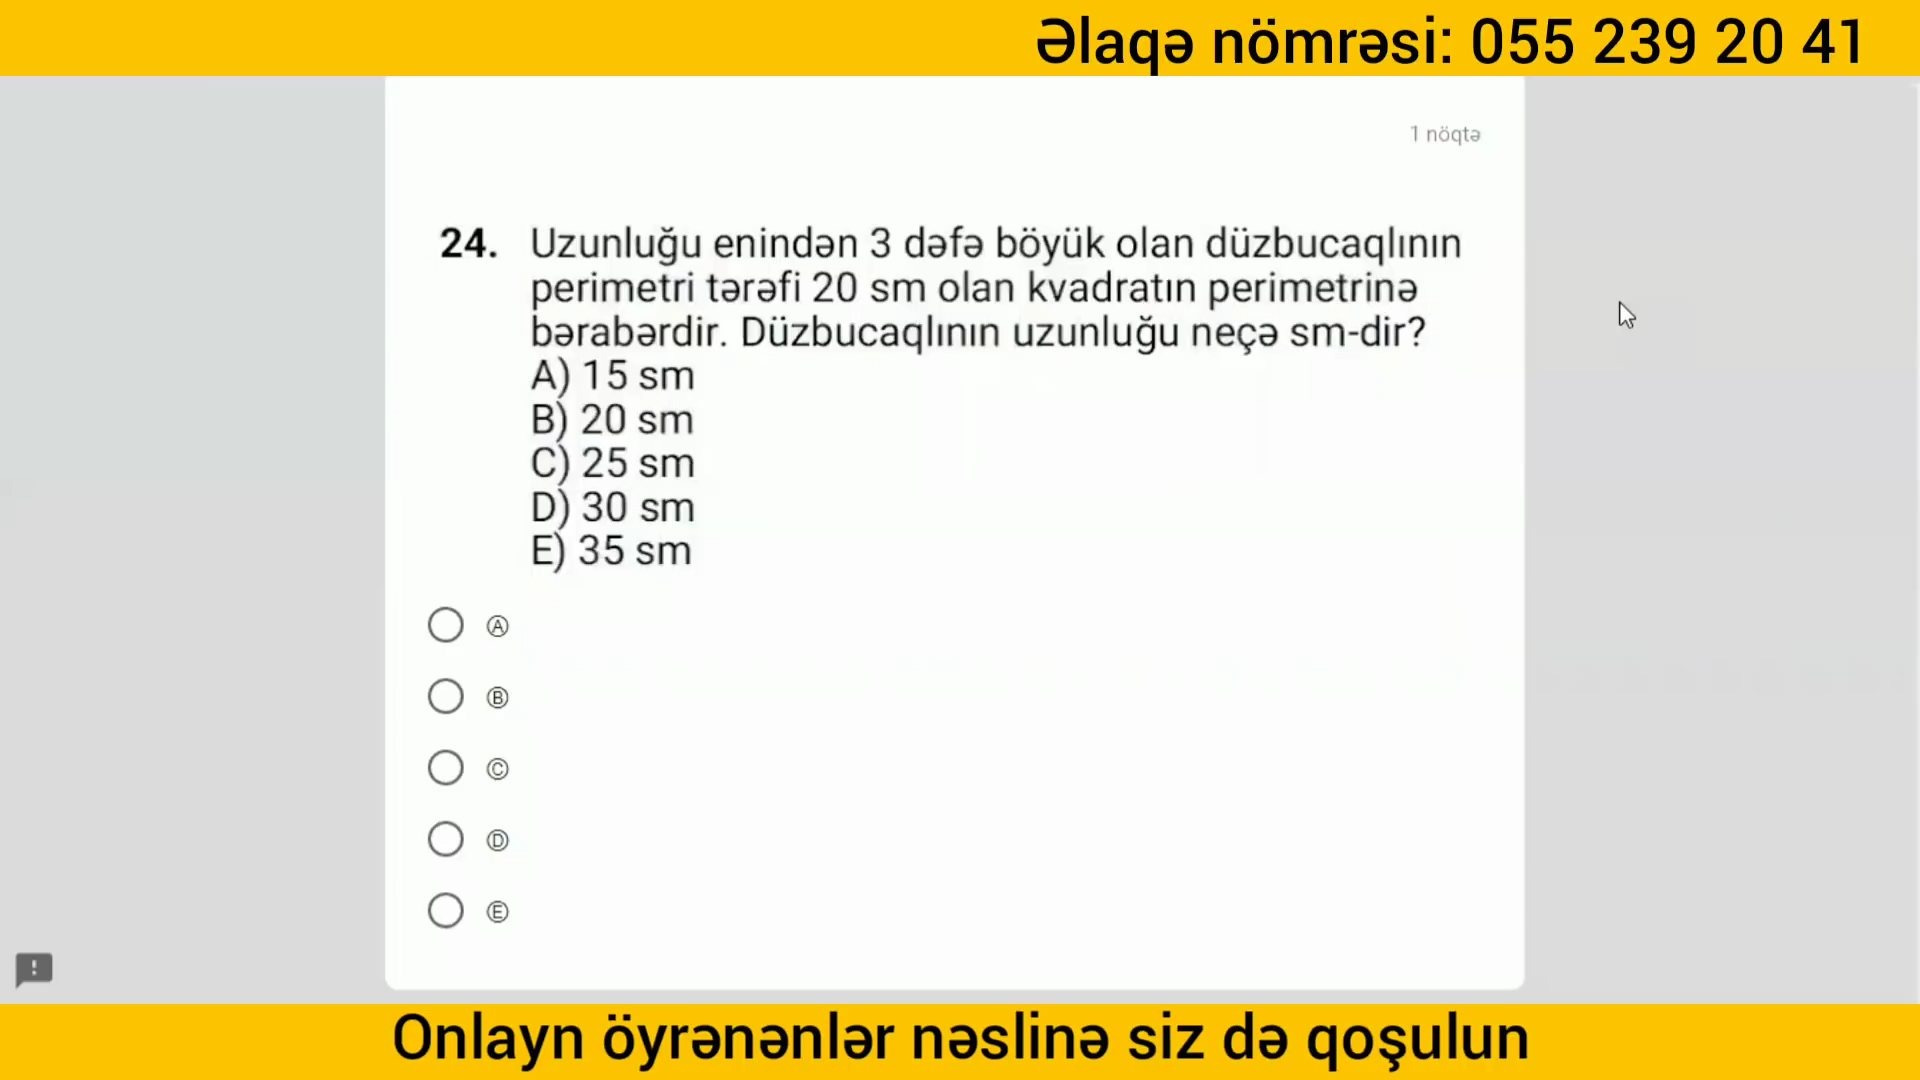 Əlaqə nömrəsi: 055 239 20 41
1 nöqtə
24. Uzunluğu enindən 3 dəfə böyük olan düzbucaqlının
perimetri tərəfi 20 sm olan kvadratın perimetrinə
bərabərdir. Düzbucaqlının uzunluğu neçə sm-dir?
A) 15 sm
B) 20 sm
C) 25 sm
D) 30 sm
E) 35 sm
Ⓐ
Ⓑ
Ⓒ
Ⓓ
Ⓔ
Onlayn öyrənənlər nəslinə siz də qoşulun